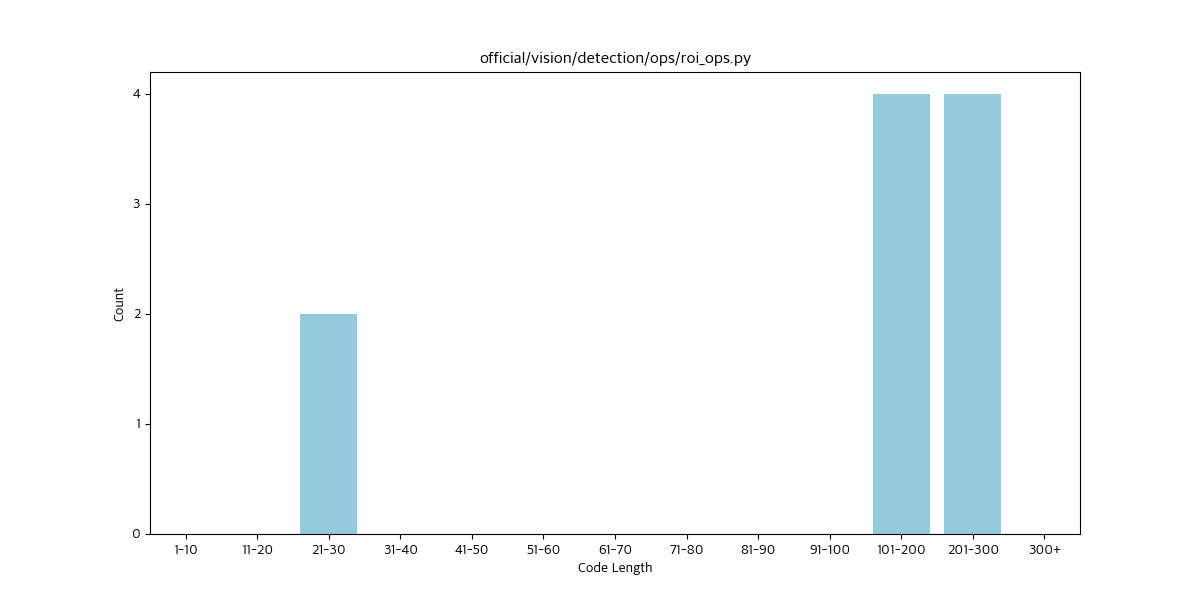 official/vision/detection/ops/roi_ops.py
4
3
2
1
0
Count
1-10 11-20 21-30 31-40 41-50 51-60 61-70 71-80 81-90 91-100 101-200 201-300 300+
Code Length